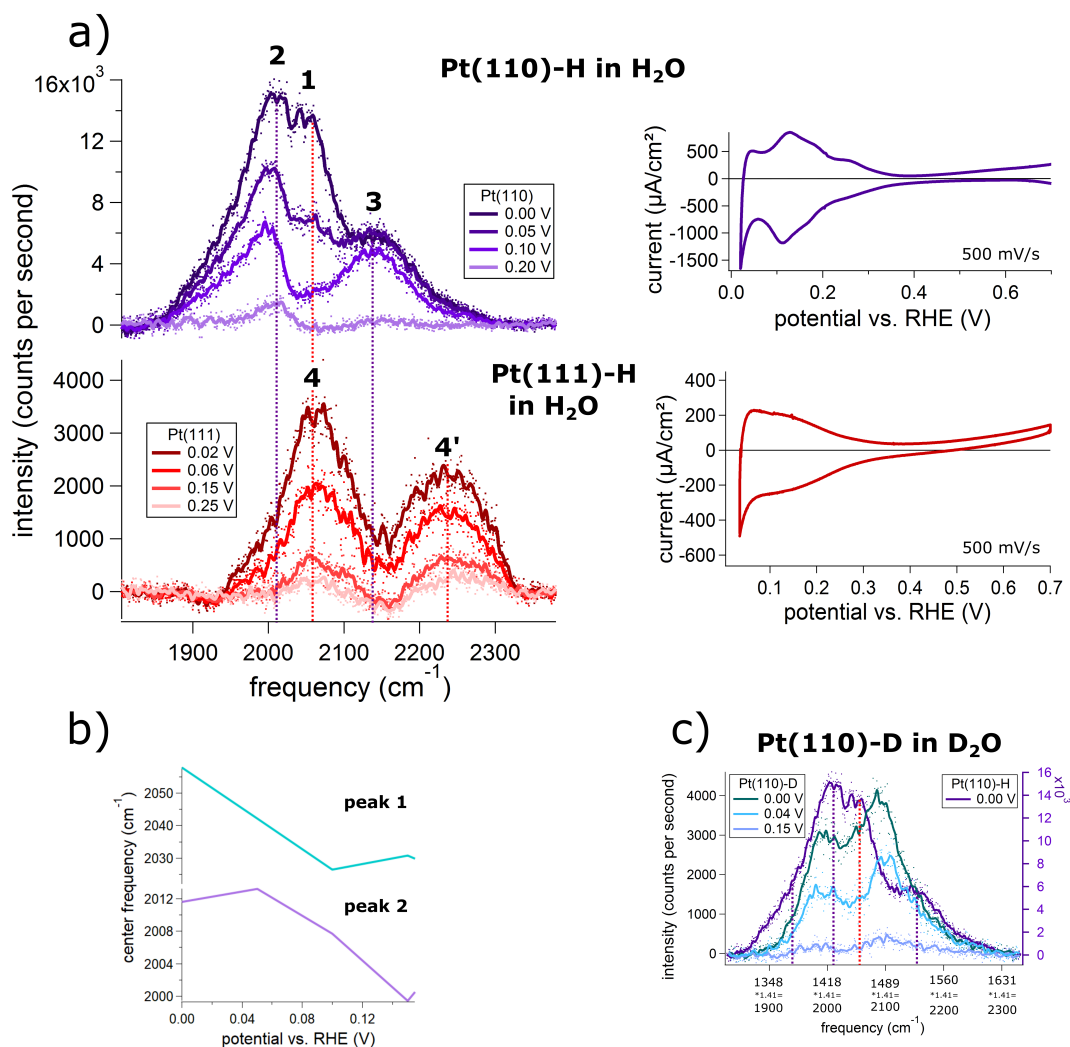 a)
Pt(110)-H in H₂O
2
1
3
16x10³
12
8
4
0
Pt(110)
0.00 V
0.05 V
0.10 V
0.20 V
intensity (counts per second)
current (µA/cm²)
500
0
-500
-1000
-1500
500 mV/s
0.0
0.2
0.4
0.6
potential vs. RHE (V)
Pt(111)-H
in H₂O
4
4'
4000
3000
2000
1000
0
Pt(111)
0.02 V
0.06 V
0.15 V
0.25 V
1900
2000
2100
2200
2300
frequency (cm⁻¹)
current (µA/cm²)
400
200
0
-200
-400
-600
500 mV/s
0.1
0.2
0.3
0.4
0.5
0.6
0.7
potential vs. RHE (V)
b)
center frequency (cm⁻¹)
2050
2040
2030
peak 1
2012
2008
2004
2000
peak 2
0.00
0.04
0.08
0.12
potential vs. RHE (V)
c)
Pt(110)-D in D₂O
intensity (counts per second)
4000
3000
2000
1000
0
Pt(110)-D
0.00 V
0.04 V
0.15 V
Pt(110)-H
0.00 V
16
14
12
10
8
6
4
2
0
x10³
1348 1418 1489 1560 1631
*1.41= *1.41= *1.41= *1.41= *1.41=
1900 2000 2100 2200 2300
frequency (cm⁻¹)